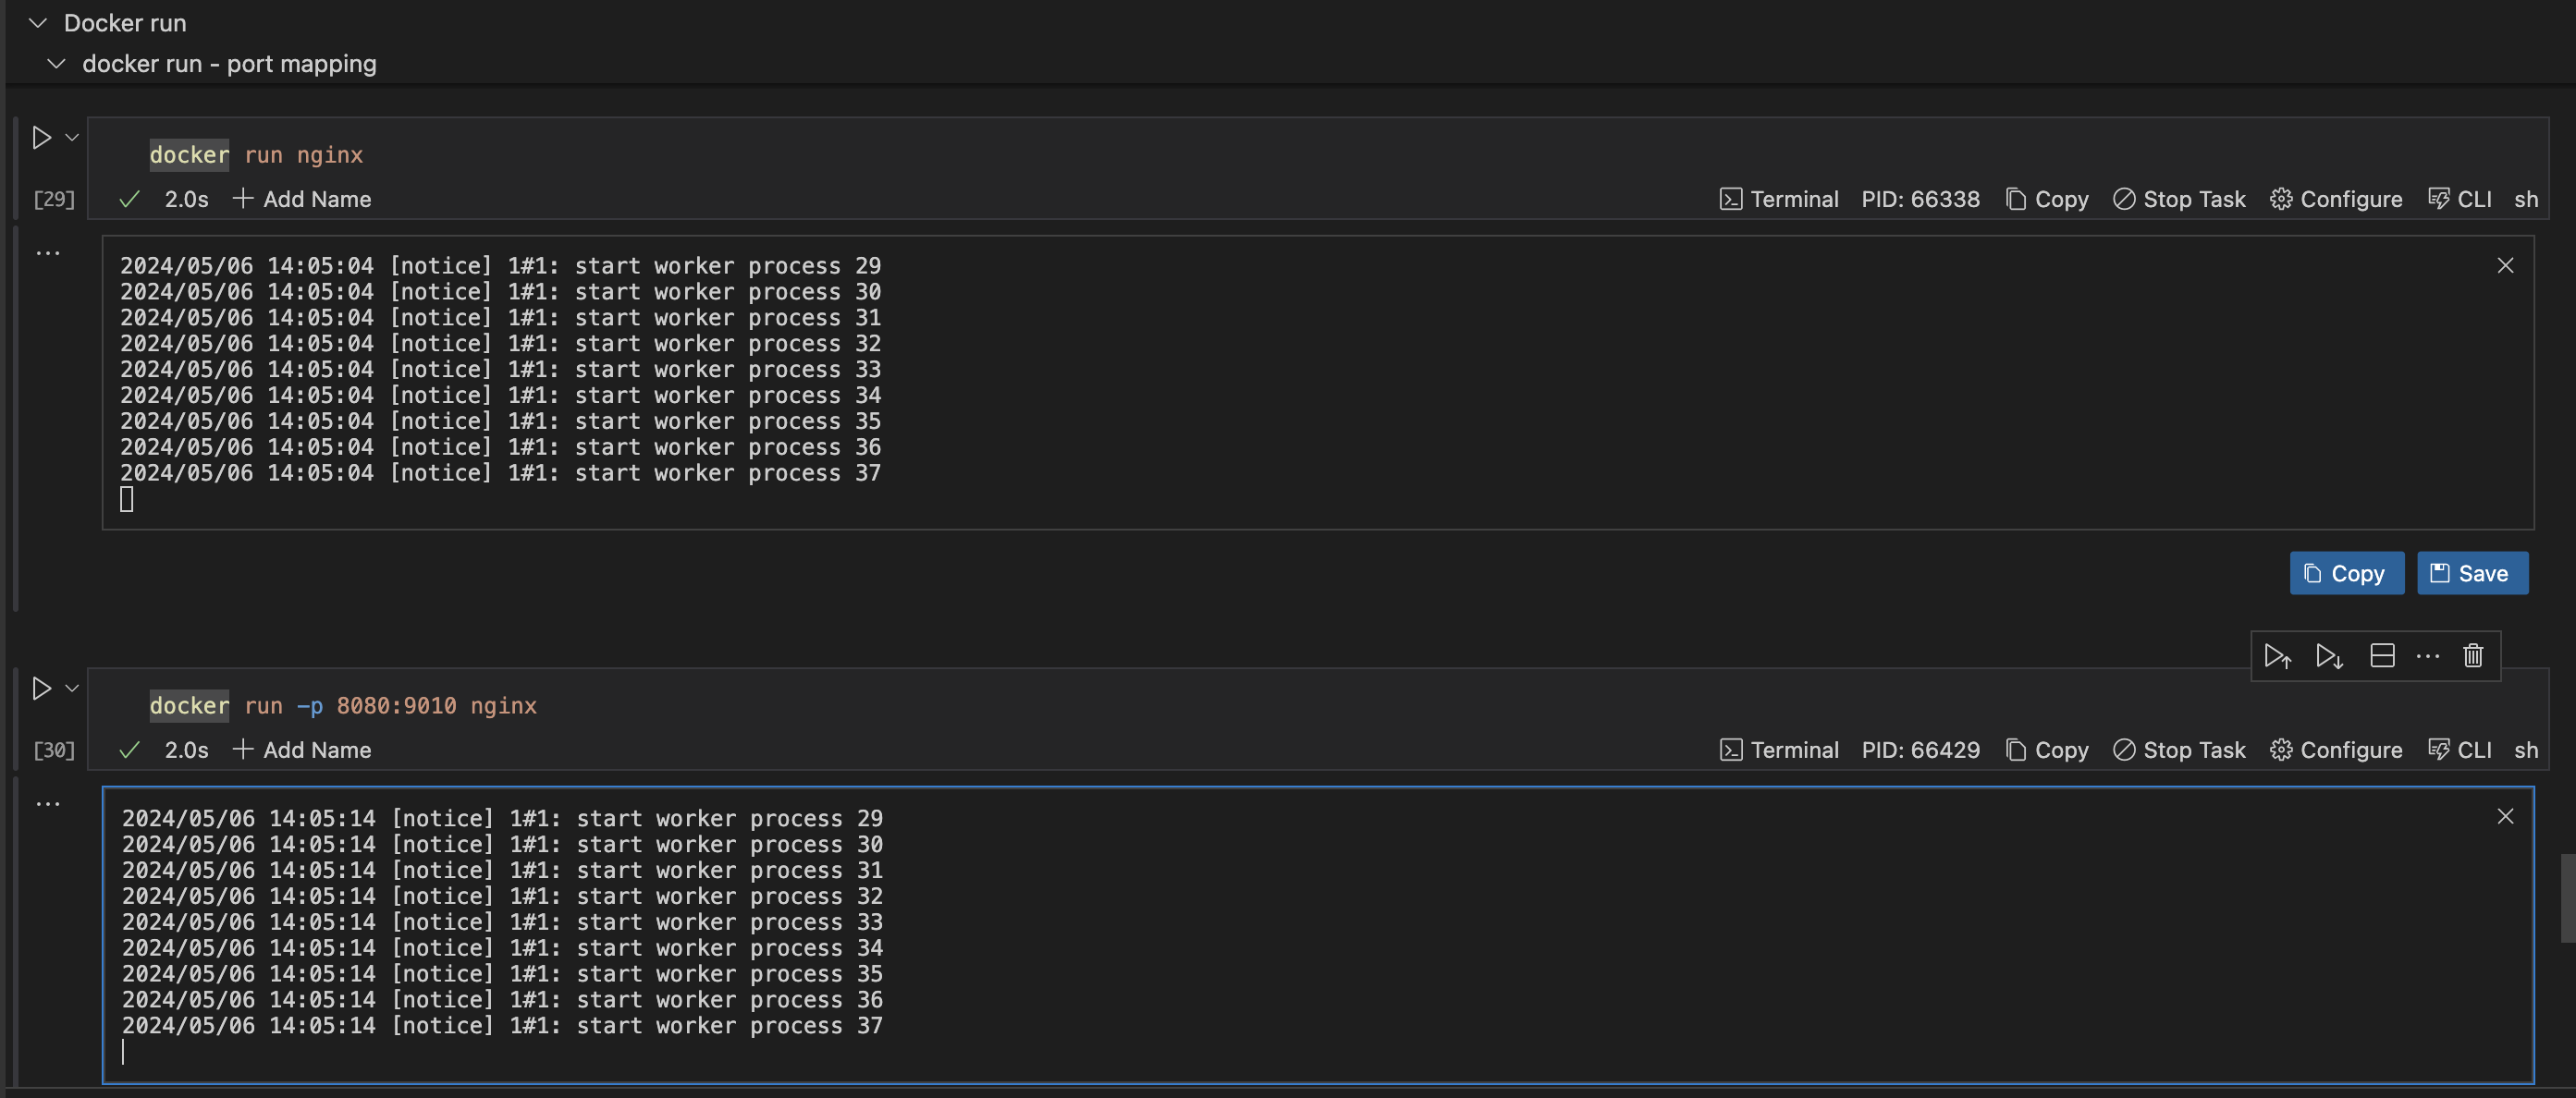 Docker run
docker run - port mapping
docker run nginx
[29] 2.0s Add Name Terminal PID: 66338 Copy Stop Task Configure CLI sh
2024/05/06 14:05:04 [notice] 1#1: start worker process 29
2024/05/06 14:05:04 [notice] 1#1: start worker process 30
2024/05/06 14:05:04 [notice] 1#1: start worker process 31
2024/05/06 14:05:04 [notice] 1#1: start worker process 32
2024/05/06 14:05:04 [notice] 1#1: start worker process 33
2024/05/06 14:05:04 [notice] 1#1: start worker process 34
2024/05/06 14:05:04 [notice] 1#1: start worker process 35
2024/05/06 14:05:04 [notice] 1#1: start worker process 36
2024/05/06 14:05:04 [notice] 1#1: start worker process 37
Copy Save
docker run -p 8080:9010 nginx
[30] 2.0s Add Name Terminal PID: 66429 Copy Stop Task Configure CLI sh
2024/05/06 14:05:14 [notice] 1#1: start worker process 29
2024/05/06 14:05:14 [notice] 1#1: start worker process 30
2024/05/06 14:05:14 [notice] 1#1: start worker process 31
2024/05/06 14:05:14 [notice] 1#1: start worker process 32
2024/05/06 14:05:14 [notice] 1#1: start worker process 33
2024/05/06 14:05:14 [notice] 1#1: start worker process 34
2024/05/06 14:05:14 [notice] 1#1: start worker process 35
2024/05/06 14:05:14 [notice] 1#1: start worker process 36
2024/05/06 14:05:14 [notice] 1#1: start worker process 37